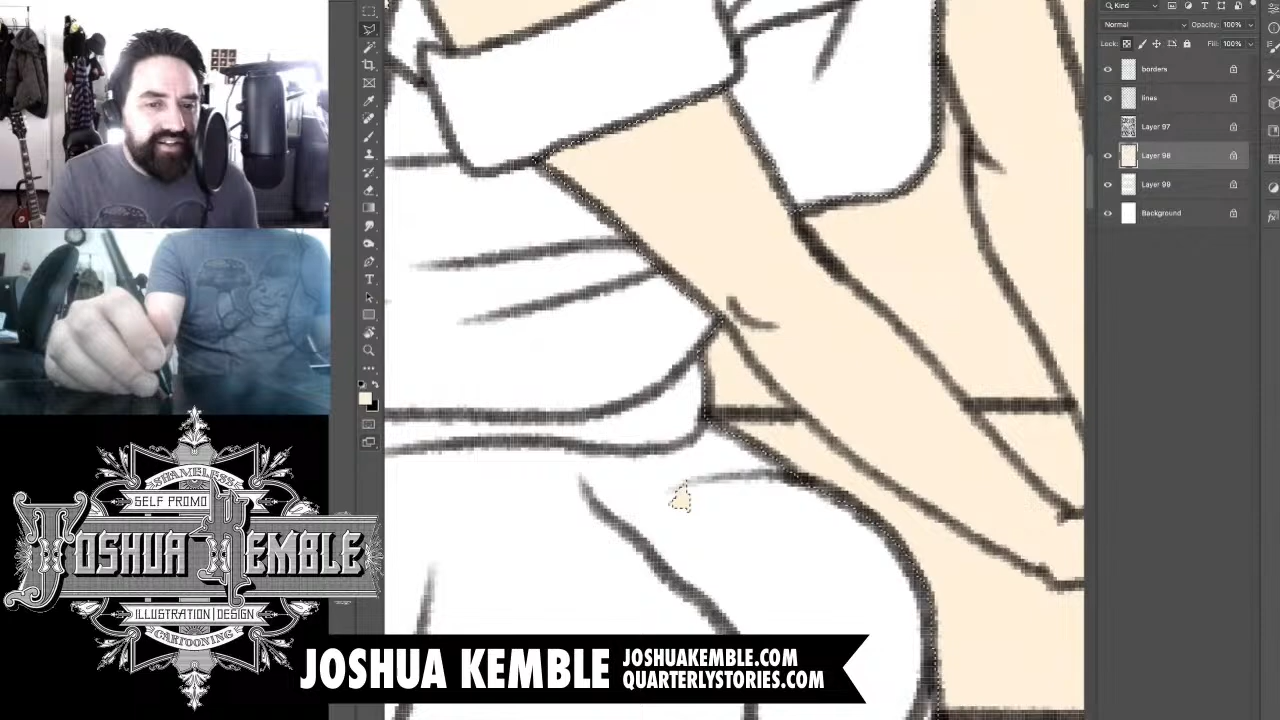 Kind
Normal
Opacity: 100%
Lock:
Fill: 100%
borders
lines
Layer 97
Layer 98
Layer 99
Background
SHAMELESS
SELF PROMO
JOSHUA KEMBLE
ILLUSTRATION|DESIGN
CARTOONING
JOSHUA KEMBLE
JOSHUAKEMBLE.COM
QUARTERLYSTORIES.COM